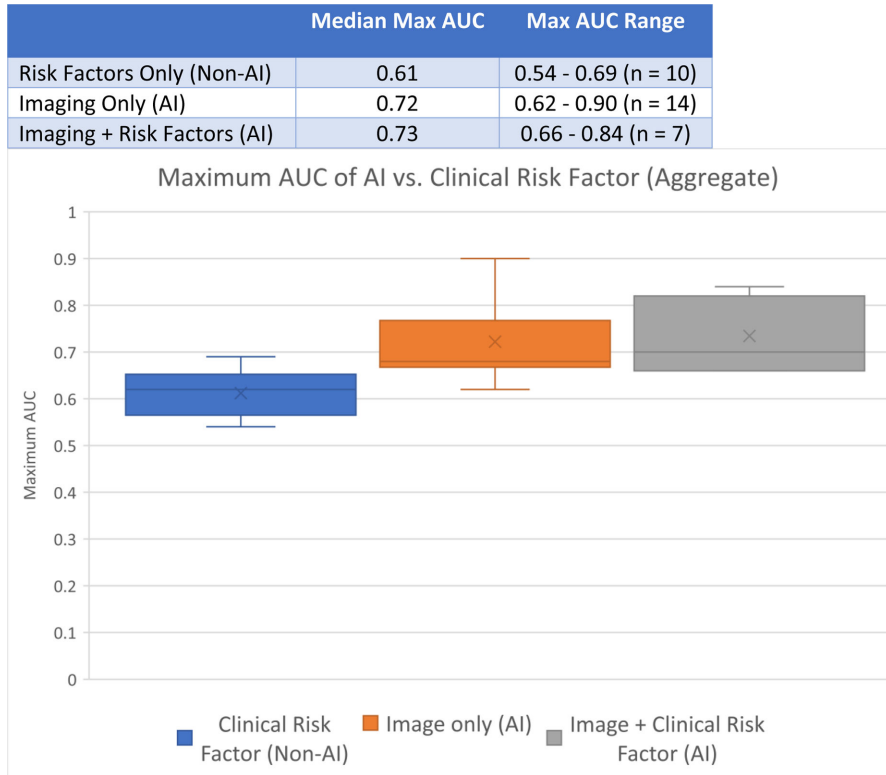 Median Max AUC Max AUC Range
Risk Factors Only (Non-AI) 0.61 0.54 - 0.69 (n = 10)
Imaging Only (AI) 0.72 0.62 - 0.90 (n = 14)
Imaging + Risk Factors (AI) 0.73 0.66 - 0.84 (n = 7)
Maximum AUC of AI vs. Clinical Risk Factor (Aggregate)
1
0.9
0.8
0.7
0.6
0.5
0.4
0.3
0.2
0.1
0
Maximum AUC
Clinical Risk
Factor (Non-AI)
Image only (AI)
Image + Clinical Risk
Factor (AI)